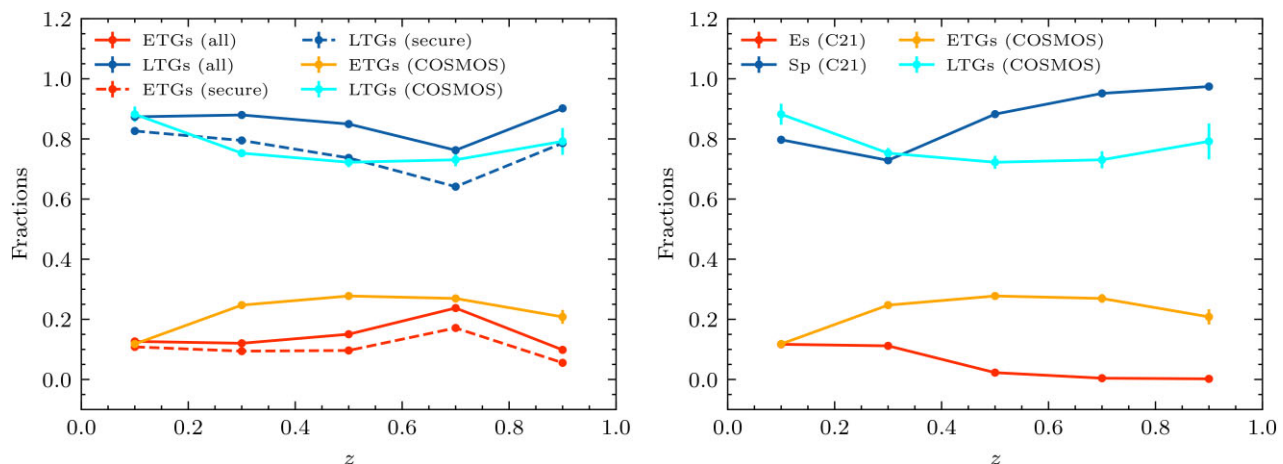 ETGs (all) LTGs (secure)
LTGs (all) ETGs (COSMOS)
ETGs (secure) LTGs (COSMOS)
Fractions
1.2
1.0
0.8
0.6
0.4
0.2
0.0
0.0 0.2 0.4 0.6 0.8 1.0
z
Es (C21) ETGs (COSMOS)
Sp (C21) LTGs (COSMOS)
Fractions
1.2
1.0
0.8
0.6
0.4
0.2
0.0
0.0 0.2 0.4 0.6 0.8 1.0
z